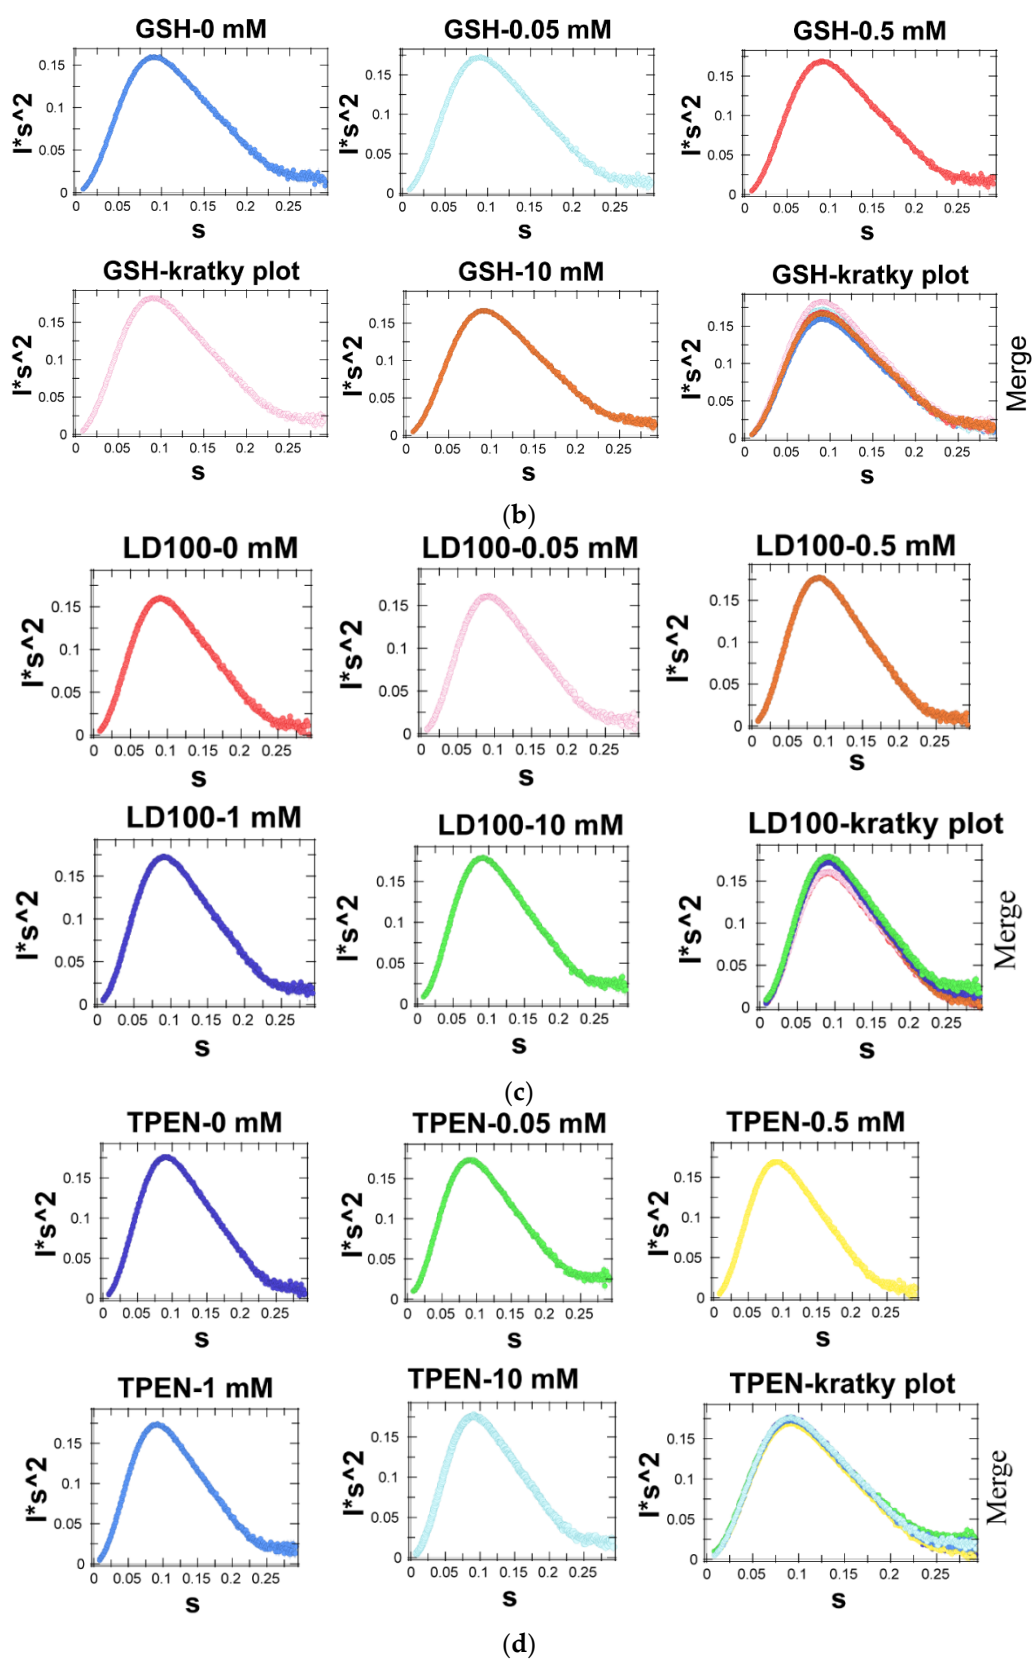 GSH-0 mM
GSH-0.05 mM
GSH-0.5 mM
I*s^2
0.15
0.1
0.05
0
0 0.05 0.1 0.15 0.2 0.25
s
I*s^2
0.15
0.1
0.05
0
0 0.05 0.1 0.15 0.2 0.25
s
I*s^2
0.15
0.1
0.05
0
0 0.05 0.1 0.15 0.2 0.25
s
GSH-kratky plot
GSH-10 mM
GSH-kratky plot
I*s^2
0.15
0.1
0.05
0
0 0.05 0.1 0.15 0.2 0.25
s
I*s^2
0.15
0.1
0.05
0
0 0.05 0.1 0.15 0.2 0.25
s
I*s^2
0.15
0.1
0.05
0
0 0.05 0.1 0.15 0.2 0.25
s
Merge
(b)
LD100-0 mM
LD100-0.05 mM
LD100-0.5 mM
I*s^2
0.15
0.1
0.05
0
0 0.05 0.1 0.15 0.2 0.25
s
I*s^2
0.15
0.1
0.05
0
0 0.05 0.1 0.15 0.2 0.25
s
I*s^2
0.15
0.1
0.05
0
0 0.05 0.1 0.15 0.2 0.25
s
LD100-1 mM
LD100-10 mM
LD100-kratky plot
I*s^2
0.15
0.1
0.05
0
0 0.05 0.1 0.15 0.2 0.25
s
I*s^2
0.15
0.1
0.05
0
0 0.05 0.1 0.15 0.2 0.25
s
I*s^2
0.15
0.1
0.05
0
0 0.05 0.1 0.15 0.2 0.25
s
Merge
(c)
TPEN-0 mM
TPEN-0.05 mM
TPEN-0.5 mM
I*s^2
0.15
0.1
0.05
0
0 0.05 0.1 0.15 0.2 0.25
s
I*s^2
0.15
0.1
0.05
0
0 0.05 0.1 0.15 0.2 0.25
s
I*s^2
0.15
0.1
0.05
0
0 0.05 0.1 0.15 0.2 0.25
s
TPEN-1 mM
TPEN-10 mM
TPEN-kratky plot
I*s^2
0.15
0.1
0.05
0
0 0.05 0.1 0.15 0.2 0.25
s
I*s^2
0.15
0.1
0.05
0
0 0.05 0.1 0.15 0.2 0.25
s
I*s^2
0.15
0.1
0.05
0
0 0.05 0.1 0.15 0.2 0.25
s
Merge
(d)